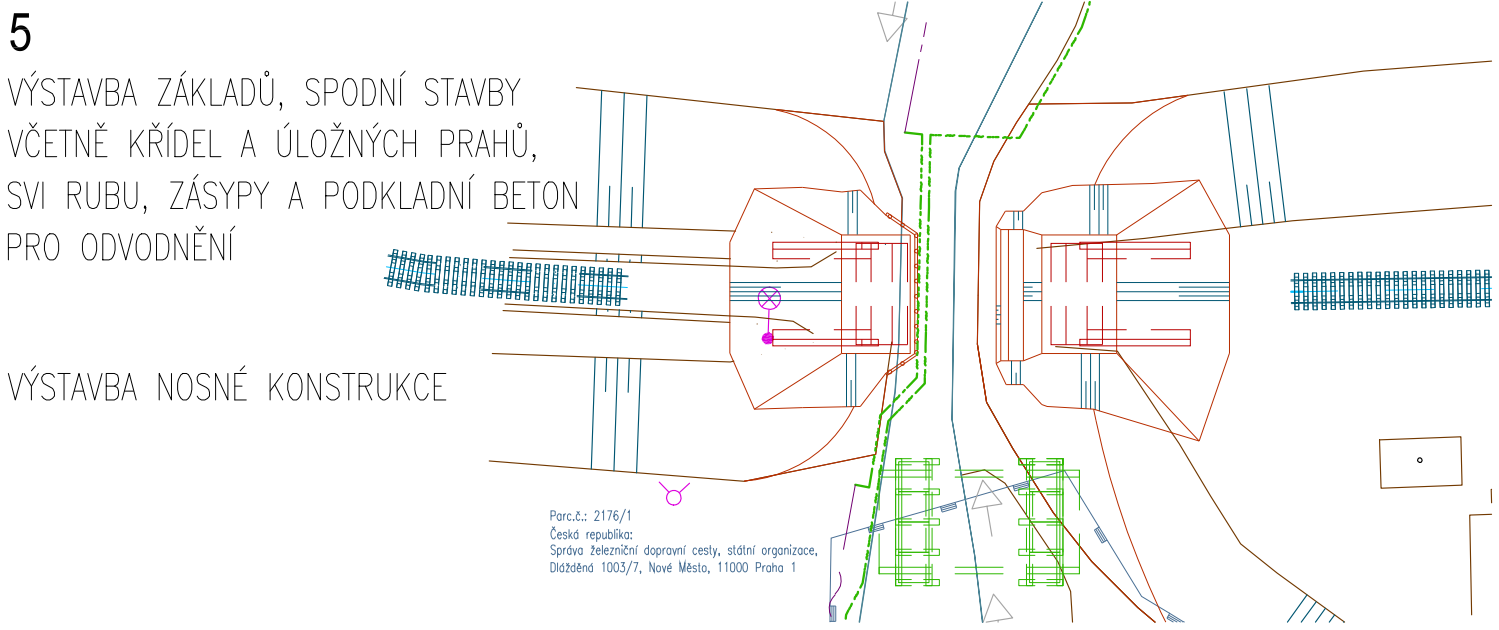 5
VÝSTAVBA ZÁKLADŮ, SPODNÍ STAVBY
VČETNĚ KŘÍDEL A ÚLOŽNÝCH PRAHŮ,
SVI RUBU, ZÁSYPY A PODKLADNÍ BETON
PRO ODVODNĚNÍ
VÝSTAVBA NOSNÉ KONSTRUKCE
Parc.č.: 2176/1
Česká republika:
Správa železniční dopravní cesty, státní organizace,
Dlážděná 1003/7, Nové Město, 11000 Praha 1